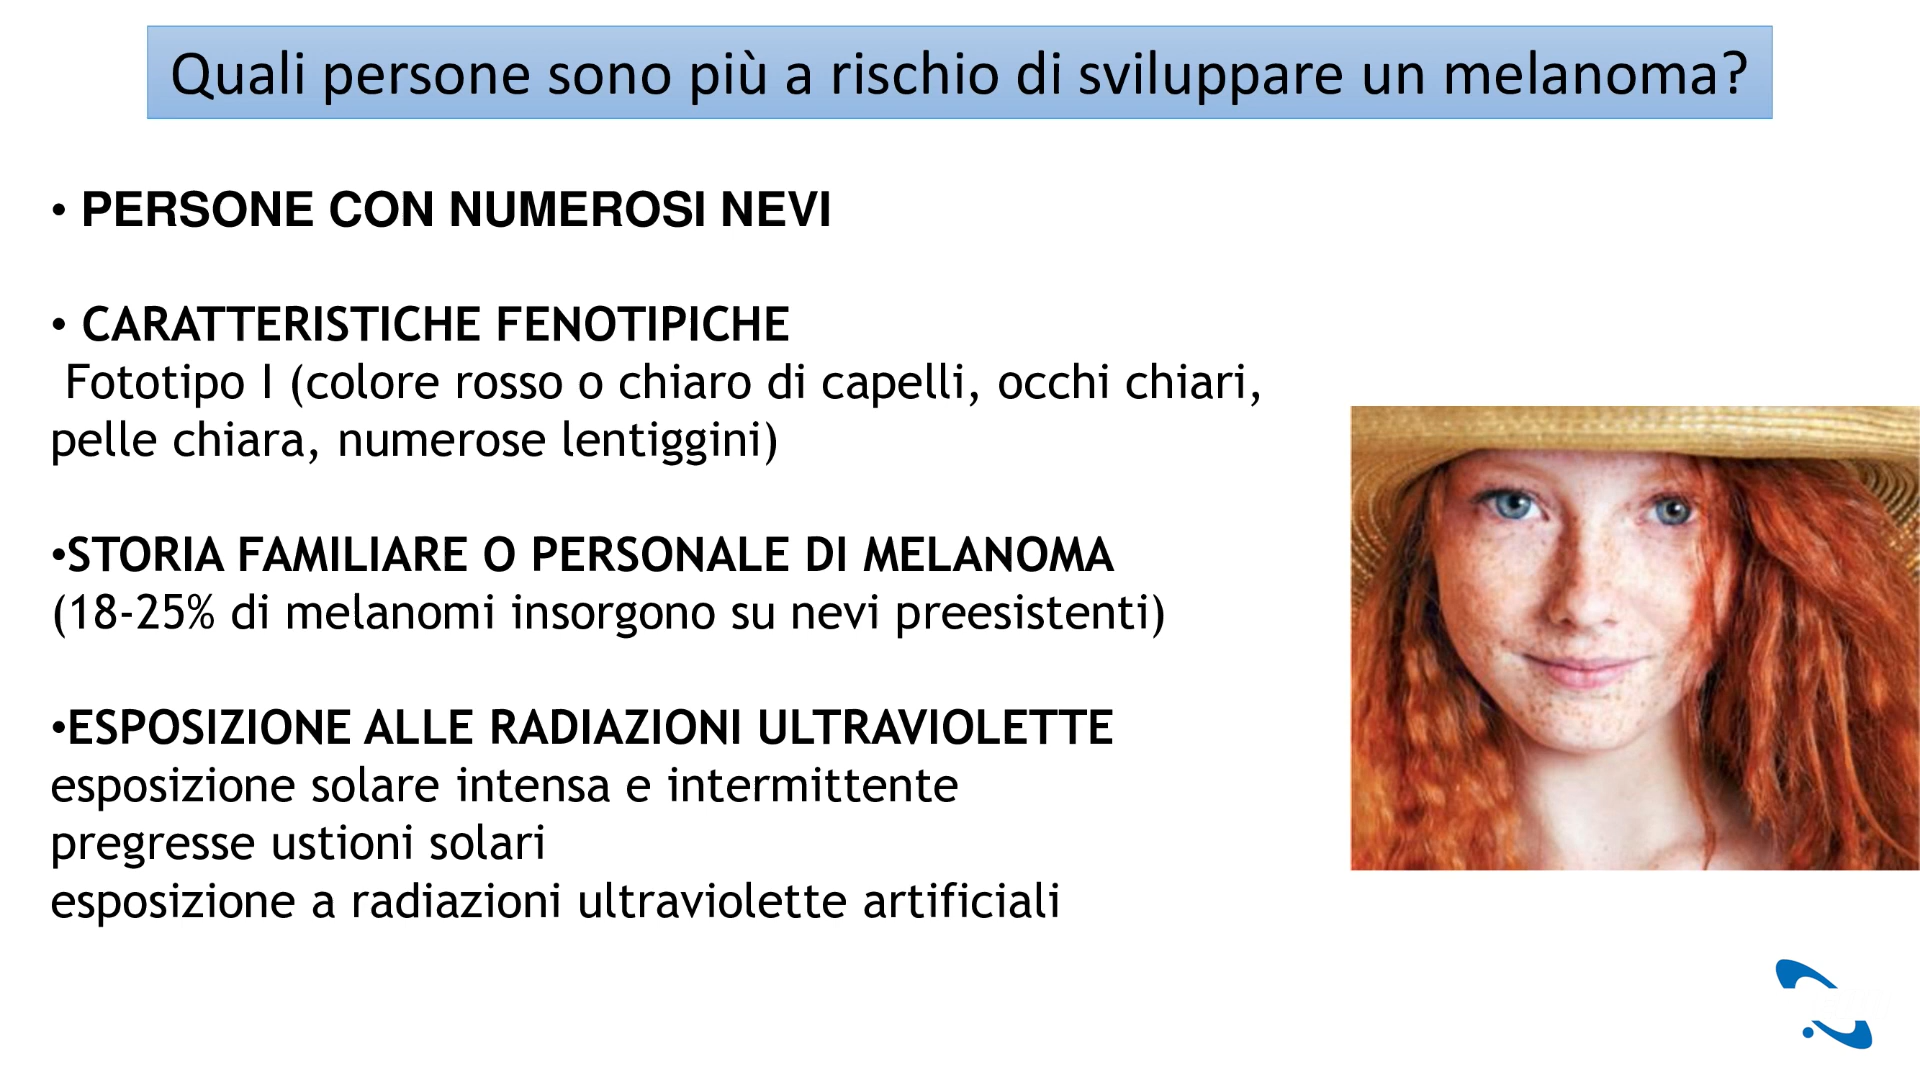 Quali persone sono più a rischio di sviluppare un melanoma?
• PERSONE CON NUMEROSI NEVI
• CARATTERISTICHE FENOTIPICHE
Fototipo I (colore rosso o chiaro di capelli, occhi chiari,
pelle chiara, numerose lentiggini)
•STORIA FAMILIARE O PERSONALE DI MELANOMA
(18-25% di melanomi insorgono su nevi preesistenti)
•ESPOSIZIONE ALLE RADIAZIONI ULTRAVIOLETTE
esposizione solare intensa e intermittente
pregresse ustioni solari
esposizione a radiazioni ultraviolette artificiali